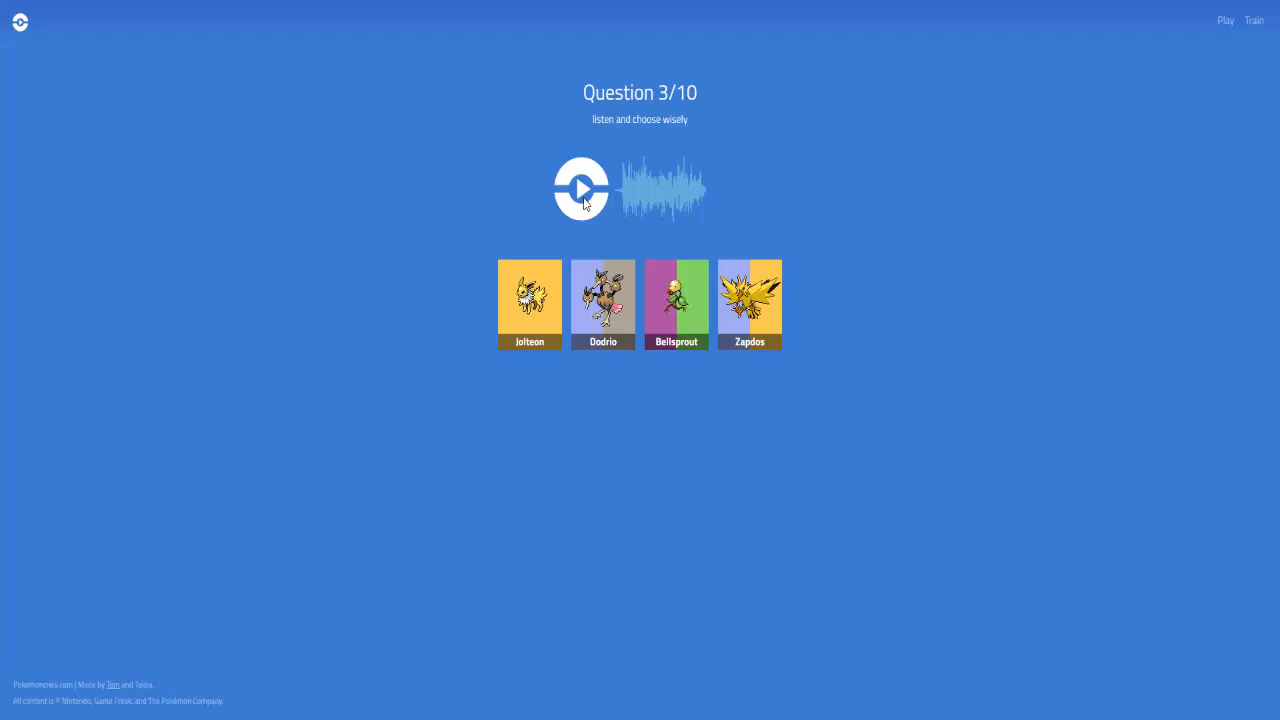 Play Train
Question 3/10
listen and choose wisely
Jolteon Dodrio Bellsprout Zapdos
Pokemoncries.com | Made by Tom and Taisia.
All content is © Nintendo, Game Freak, and The Pokémon Company.